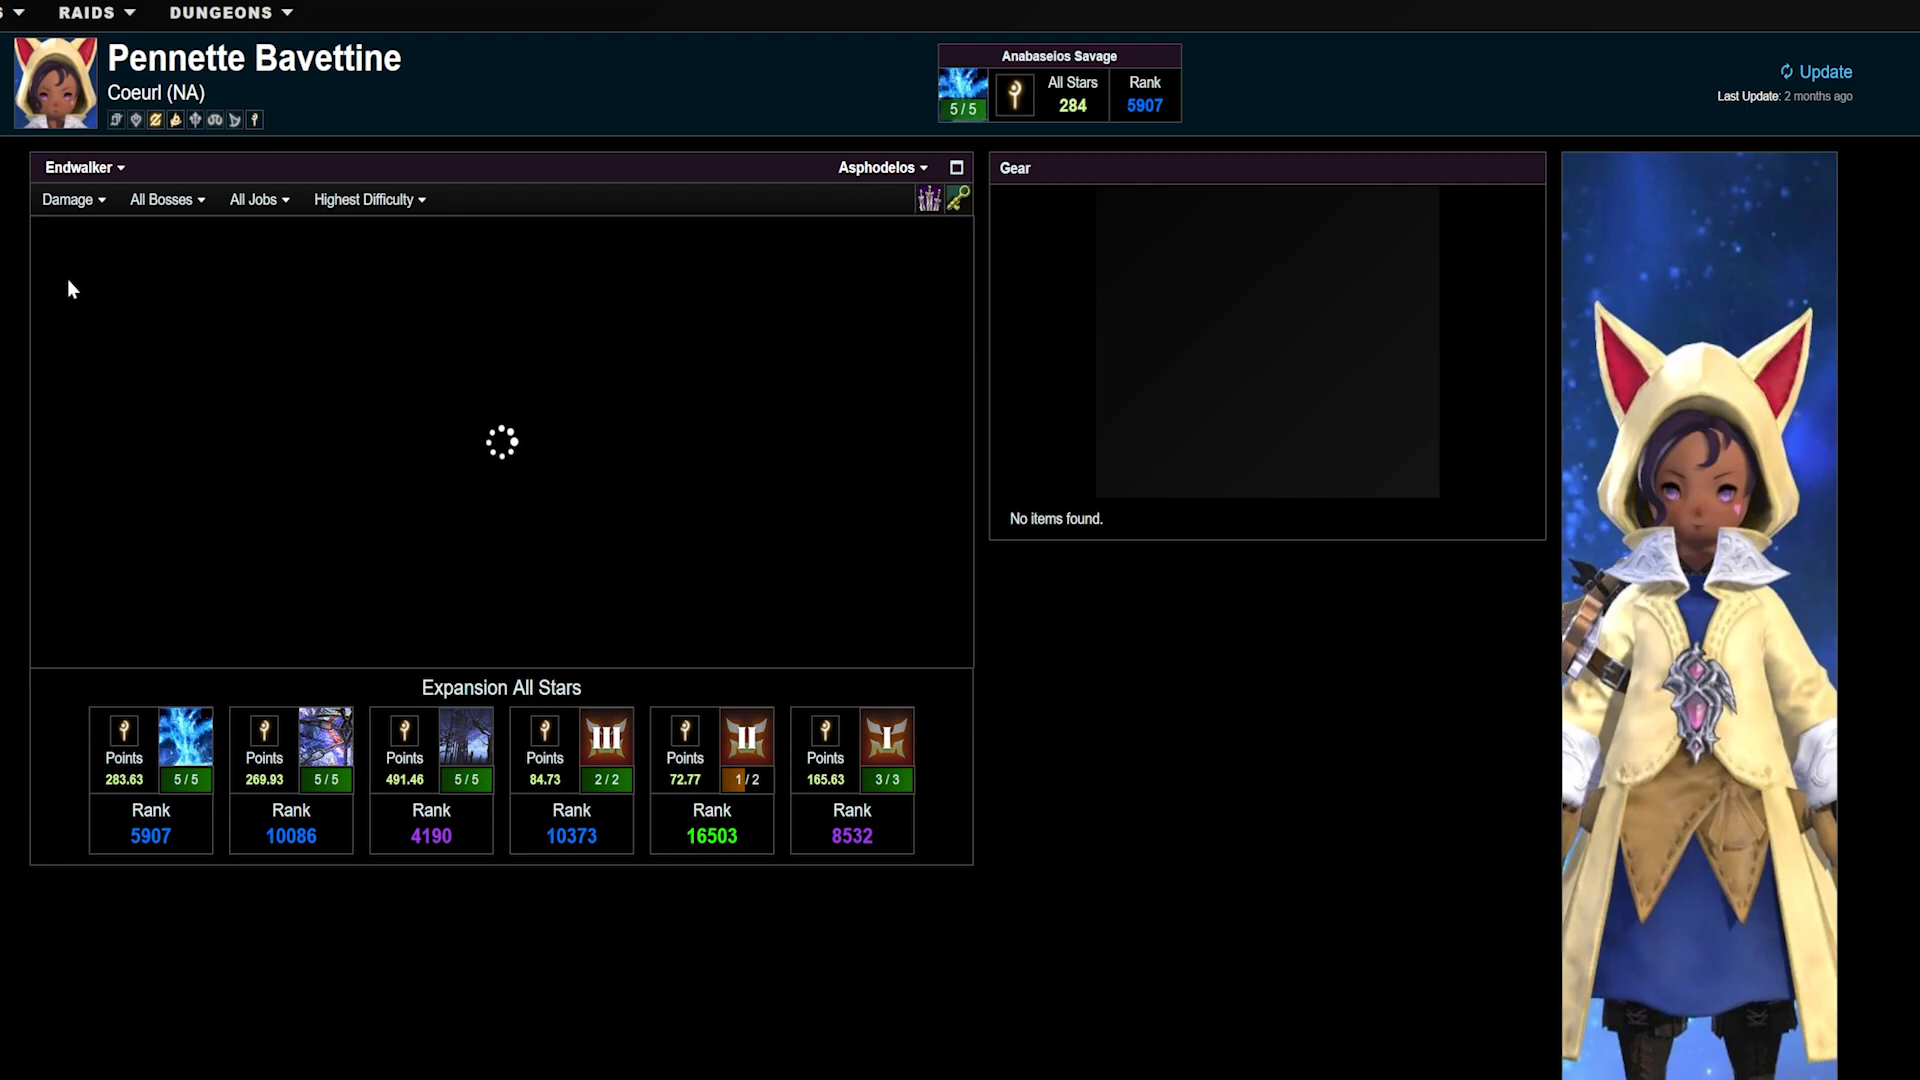 S
RAIDS
DUNGEONS
Pennette Bavettine
Coeurl (NA)
Anabaseios Savage
5 / 5
All Stars
284
Rank
5907
Update
Last Update: 2 months ago
Endwalker
Asphodelos
Damage
All Bosses
All Jobs
Highest Difficulty
Gear
No items found.
Expansion All Stars
Points
283.63
5 / 5
Rank
5907
Points
269.93
5 / 5
Rank
10086
Points
491.46
5 / 5
Rank
4190
Points
84.73
III
2 / 2
Rank
10373
Points
72.77
II
1 / 2
Rank
16503
Points
165.63
I
3 / 3
Rank
8532